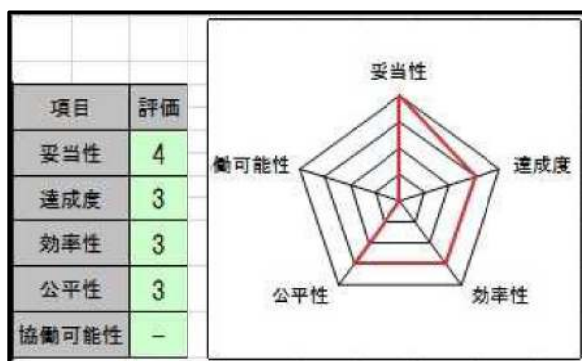 項目 評価
妥当性 4
達成度 3
効率性 3
公平性 3
協働可能性 −
妥当性
達成度
効率性
公平性
働可能性